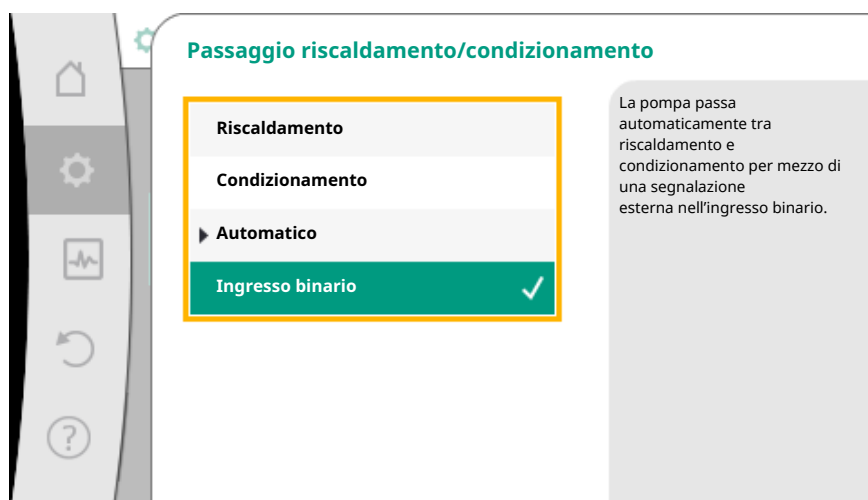 Passaggio riscaldamento/condizionamento
Riscaldamento
Condizionamento
Automatico
Ingresso binario
La pompa passa
automaticamente tra
riscaldamento e
condizionamento per mezzo di
una segnalazione
esterna nell'ingresso binario.
?